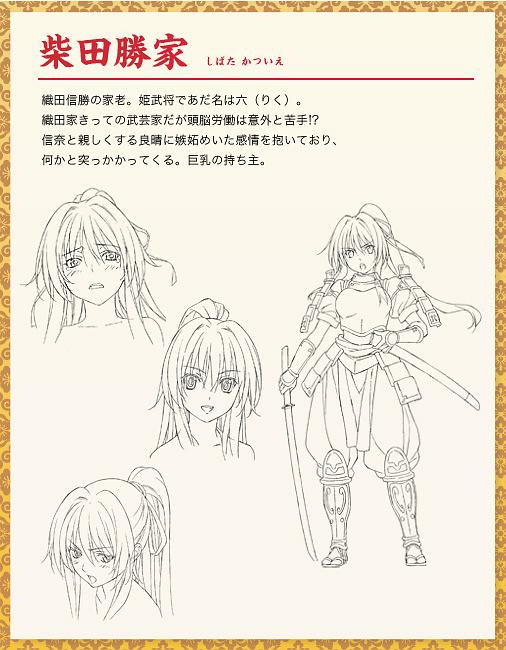 柴田勝家 しばた かついえ
織田信勝の家老。姫武将であだ名は六（りく）。
織田家きっての武芸家だが頭脳労働は意外と苦手!?
信奈と親しくする良晴に嫉妬めいた感情を抱いており、
何かと突っかかってくる。巨乳の持ち主。